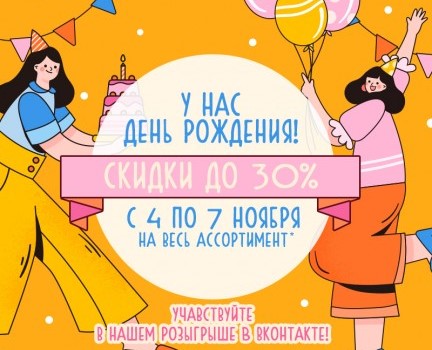 У НАС
ДЕНЬ РОЖДЕНИЯ!
СКИДКИ ДО 30%
С 4 ПО 7 НОЯБРЯ
НА ВЕСЬ АССОРТИМЕНТ*
УЧАВСТВУЙТЕ
В НАШЕМ РОЗЫГРЫШЕ В ВКОНТАКТЕ!